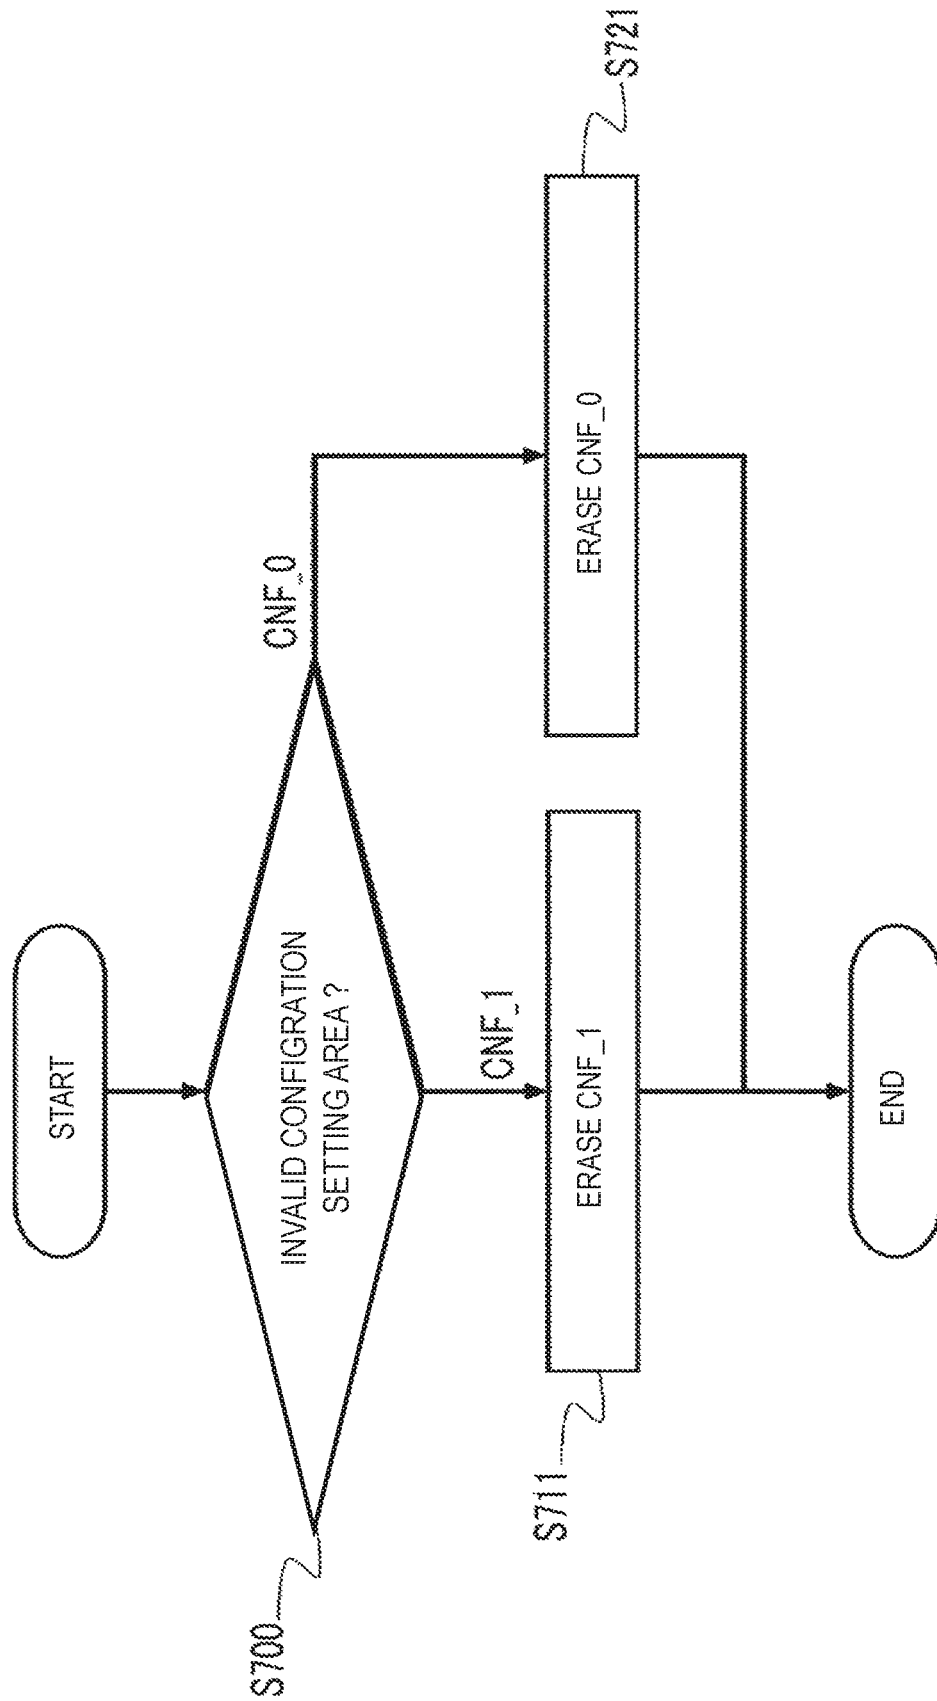 START
S700
INVALID CONFIGRATION
SETTING AREA ?
CNF_0
CNF_1
S711
ERASE CNF_1
ERASE CNF_0
S721
END